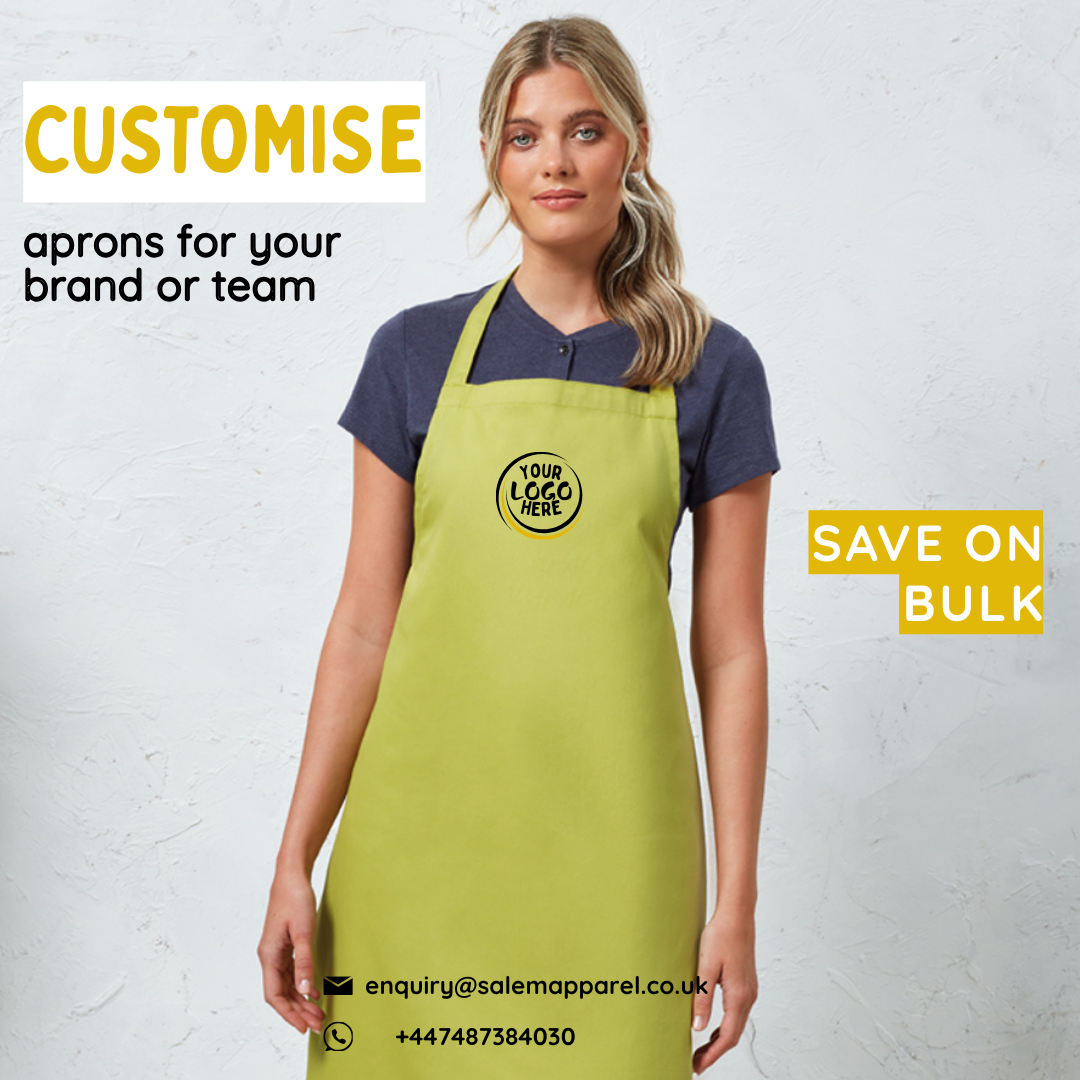 CUSTOMISE
aprons for your
brand or team
YOUR
LOGO
HERE
SAVE ON
BULK
enquiry@salemapparel.co.uk
+447487384030